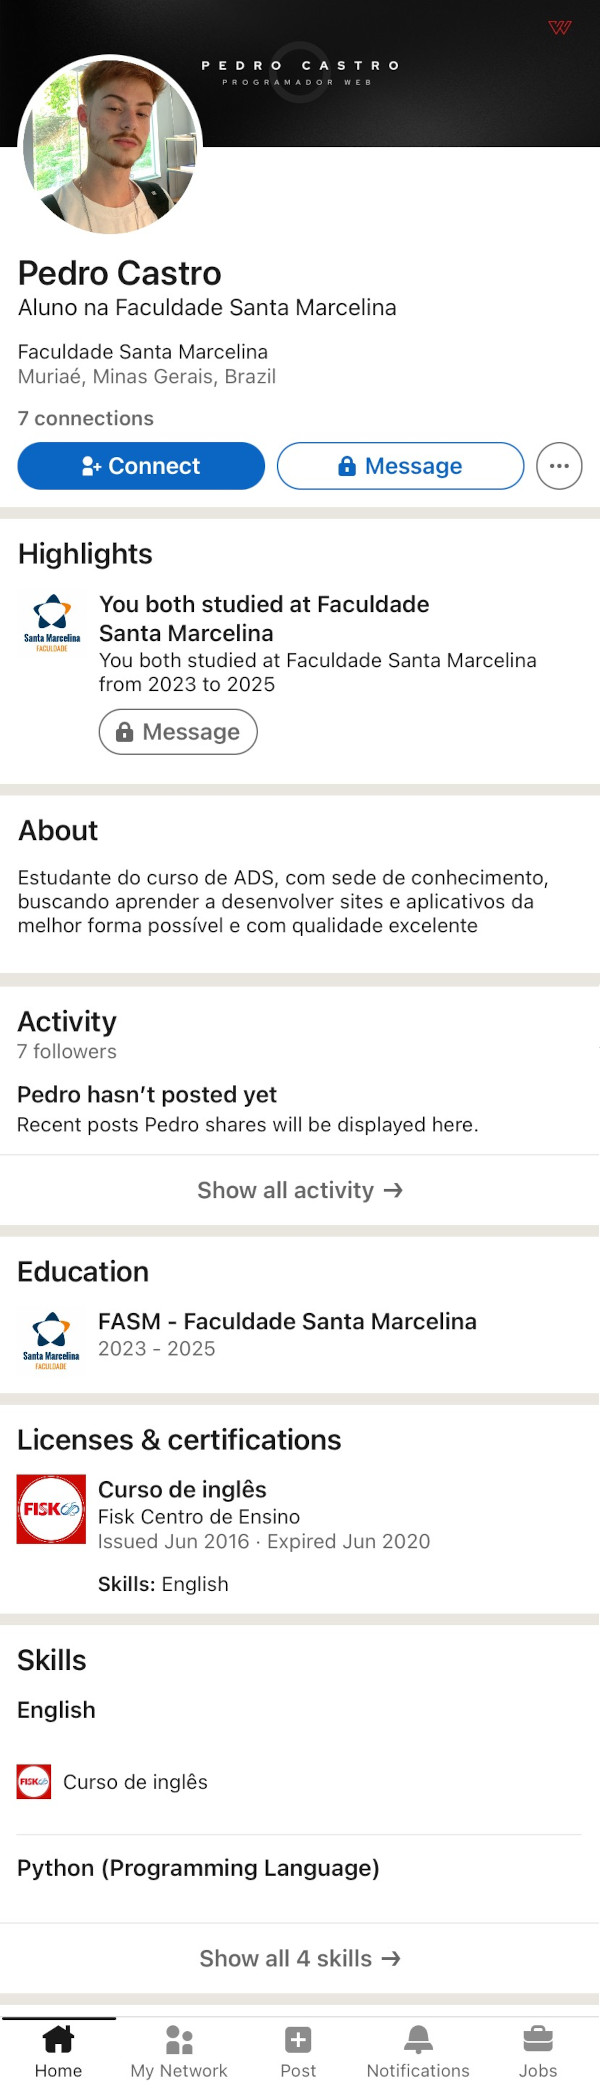 W
PEDRO CASTRO
PROGRAMADOR WEB
Pedro Castro
Aluno na Faculdade Santa Marcelina
Faculdade Santa Marcelina
Muriaé, Minas Gerais, Brazil
7 connections
Connect
Message
Highlights
Santa Marcelina
FACULDADE
You both studied at Faculdade
Santa Marcelina
You both studied at Faculdade Santa Marcelina
from 2023 to 2025
Message
About
Estudante do curso de ADS, com sede de conhecimento,
buscando aprender a desenvolver sites e aplicativos da
melhor forma possível e com qualidade excelente
Activity
7 followers
Pedro hasn’t posted yet
Recent posts Pedro shares will be displayed here.
Show all activity →
Education
Santa Marcelina
FACULDADE
FASM - Faculdade Santa Marcelina
2023 - 2025
Licenses & certifications
FISK
Curso de inglês
Fisk Centro de Ensino
Issued Jun 2016 · Expired Jun 2020
Skills: English
Skills
English
FISK
Curso de inglês
Python (Programming Language)
Show all 4 skills →
Home
My Network
Post
Notifications
Jobs